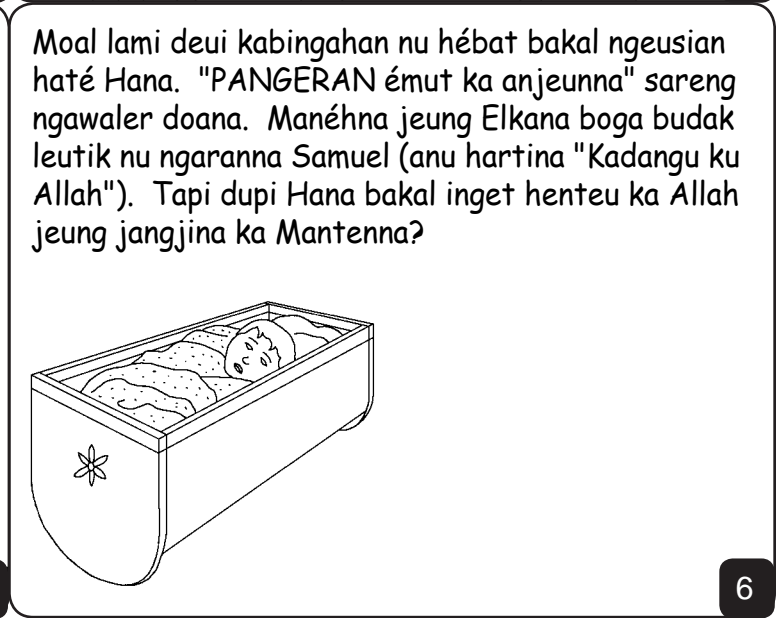 Moal lami deui kabingahan nu hébat bakal ngeusian
haté Hana.  "PANGERAN émut ka anjeunna" sareng
ngawaler doana.  Manéhna jeung Elkana boga budak
leutik nu ngaranna Samuel (anu hartina "Kadangu ku
Allah").  Tapi dupi Hana bakal inget henteu ka Allah
jeung jangjina ka Mantenna?
6